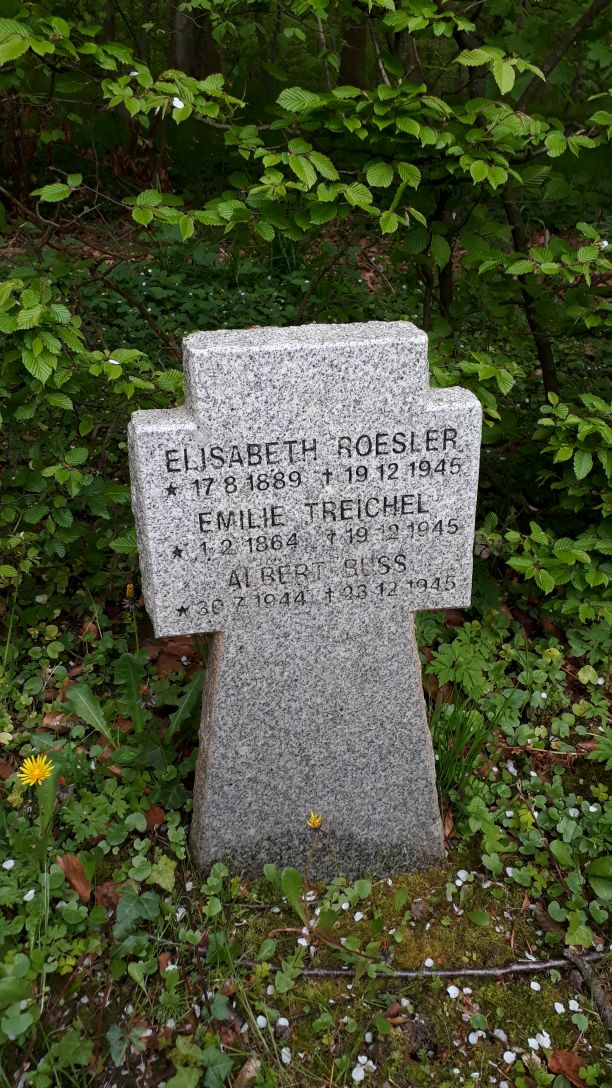 ELISABETH ROESLER
★ 17 8 1889 † 19 12 1945
EMILIE TREICHEL
★ 1.2 1864 † 19 12 1945
ALBERT BUSS
★ 30 7 1944 † 23 12 1945